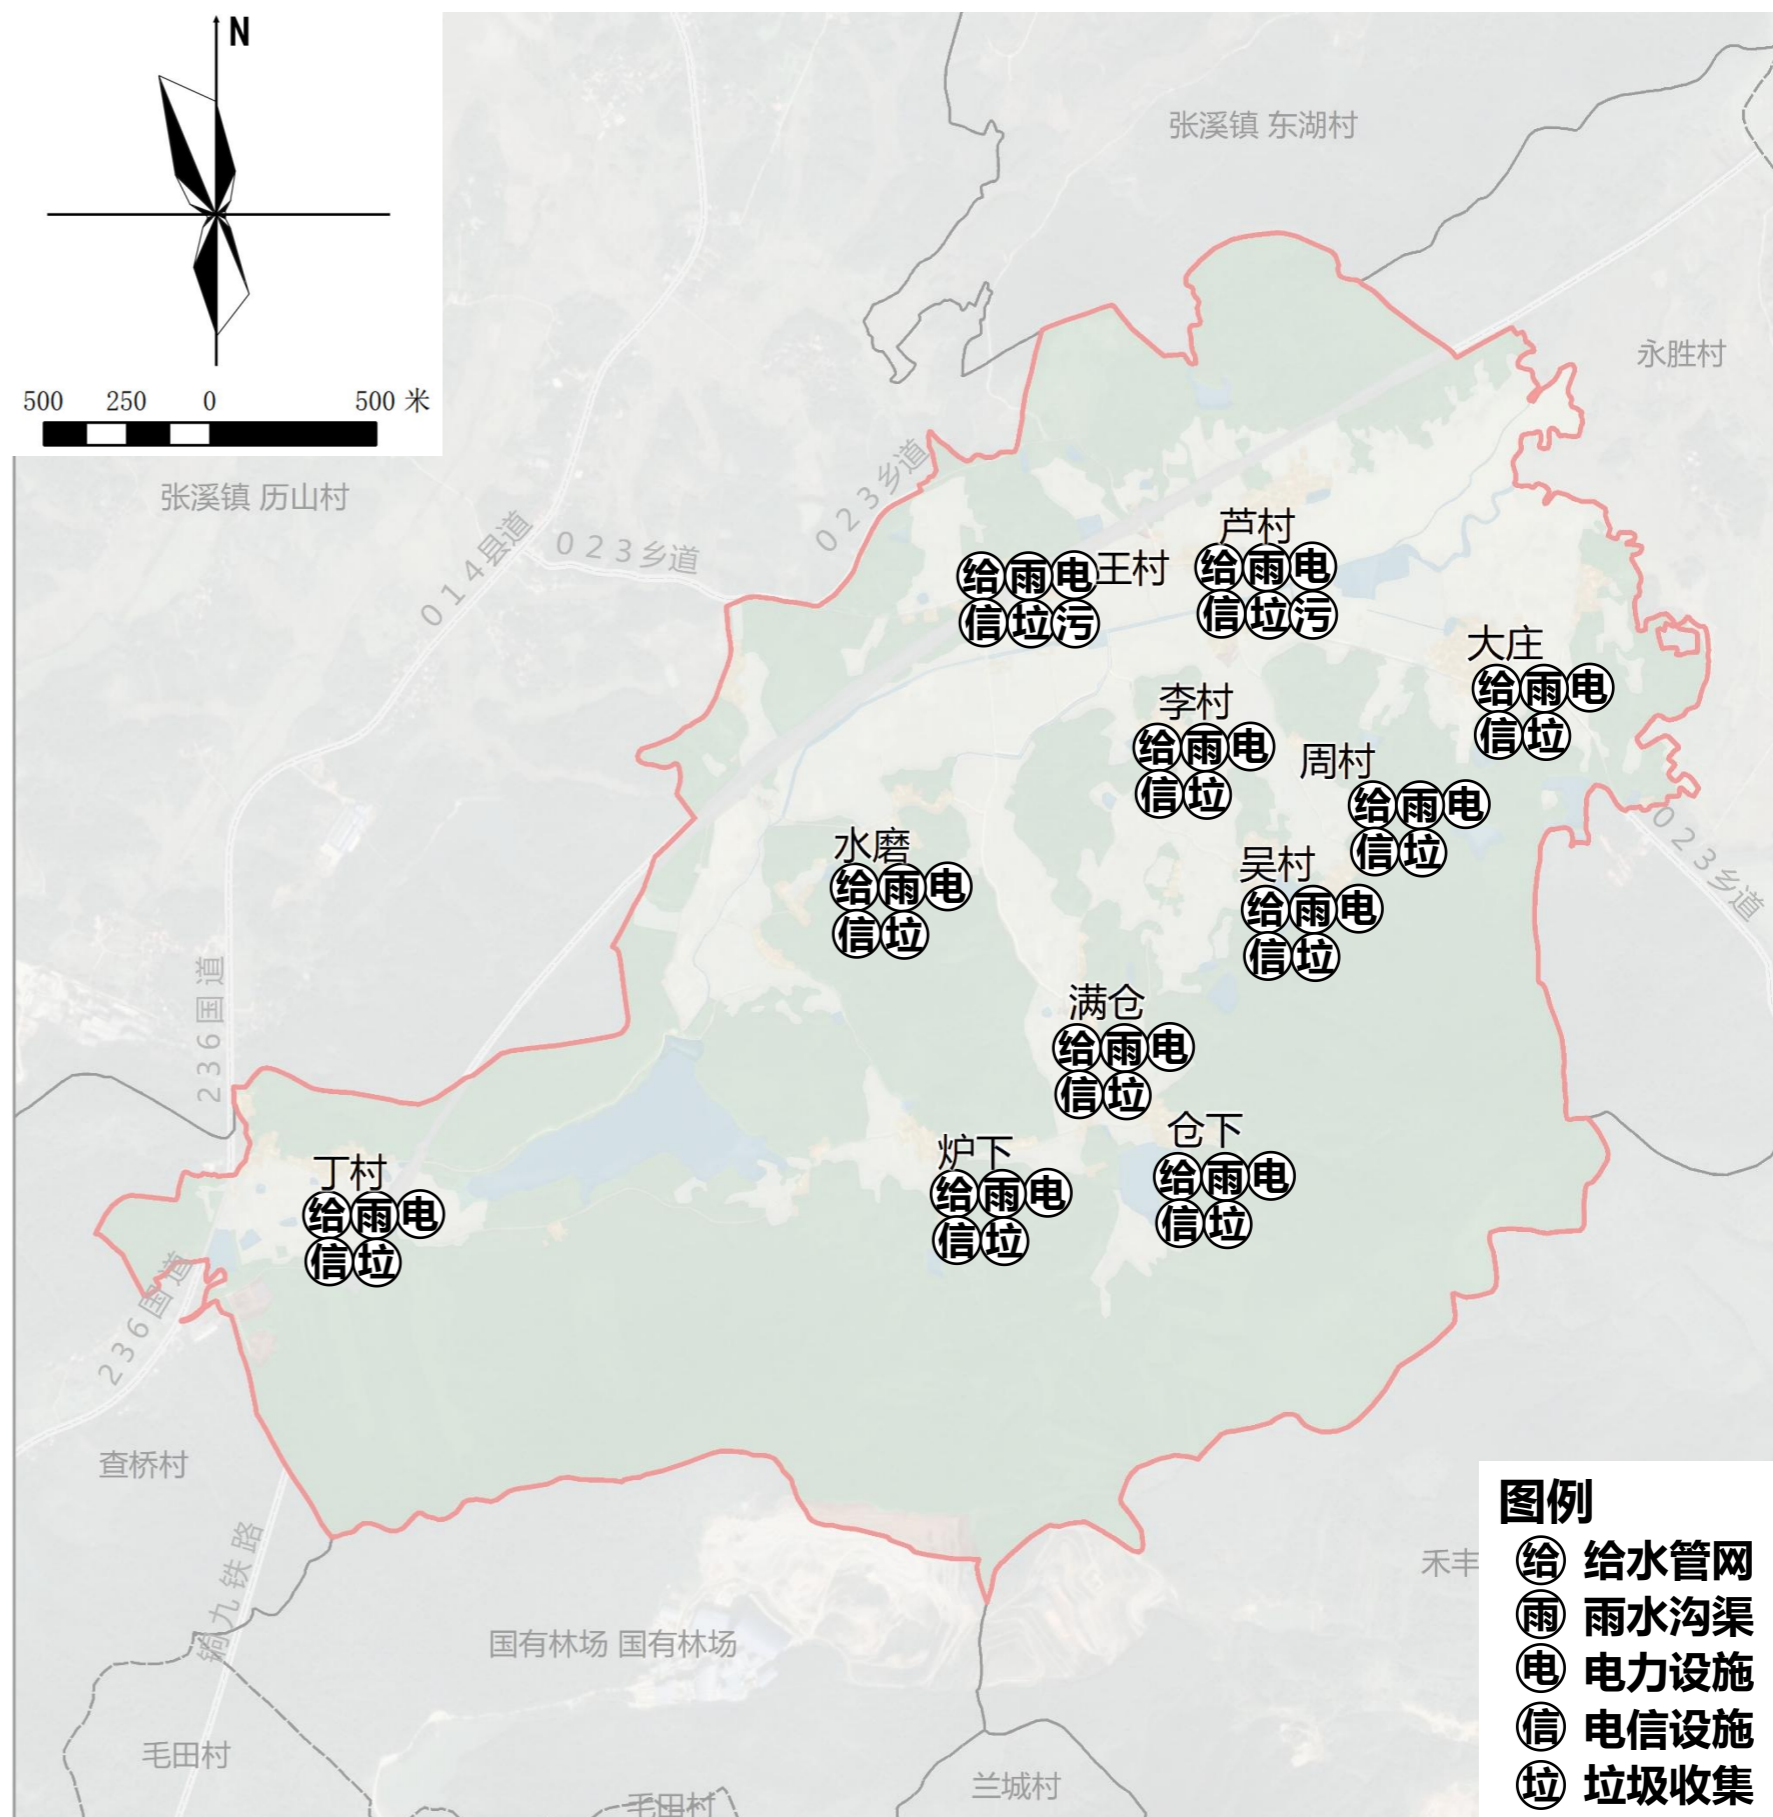 N
500 250 0 500 米
张溪镇 东湖村
永胜村
023乡道
张溪镇 历山村
014县道
023乡道
芦村
给雨电
信垃污
王村
给雨电
信垃污
大庄
给雨电
信垃
李村
给雨电
信垃
周村
给雨电
信垃
023乡道
水磨
给雨电
信垃
吴村
给雨电
信垃
236国道
满仓
给雨电
信垃
仓下
给雨电
信垃
炉下
给雨电
信垃
丁村
给雨电
信垃
236国道
查桥村
铜九铁路
国有林场 国有林场
禾丰
毛田村
毛田村
兰城村
图例
给 给水管网
雨 雨水沟渠
电 电力设施
信 电信设施
垃 垃圾收集